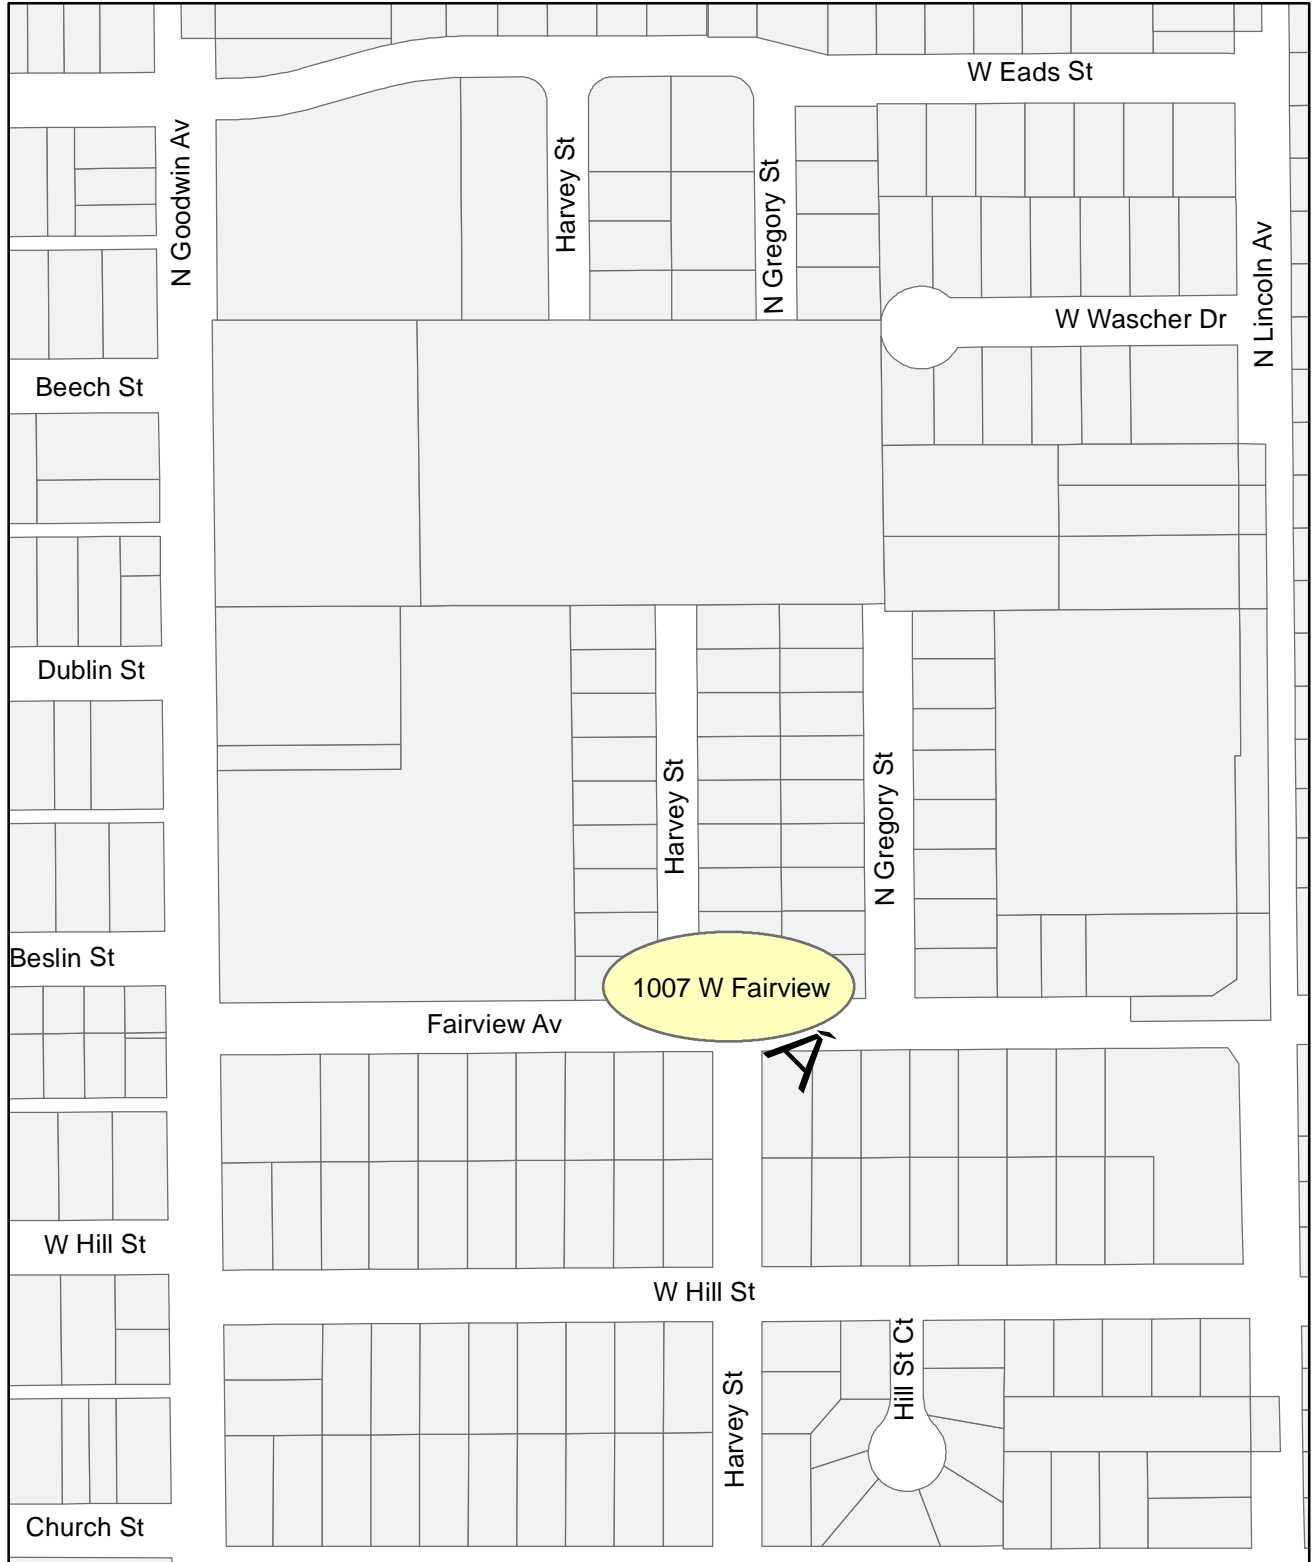 W Eads St
N Goodwin Av
Harvey St
N Gregory St
N Lincoln Av
W Wascher Dr
Beech St
Dublin St
Harvey St
N Gregory St
Beslin St
1007 W Fairview
Fairview Av
A
W Hill St
W Hill St
Hill St Ct
Harvey St
Church St